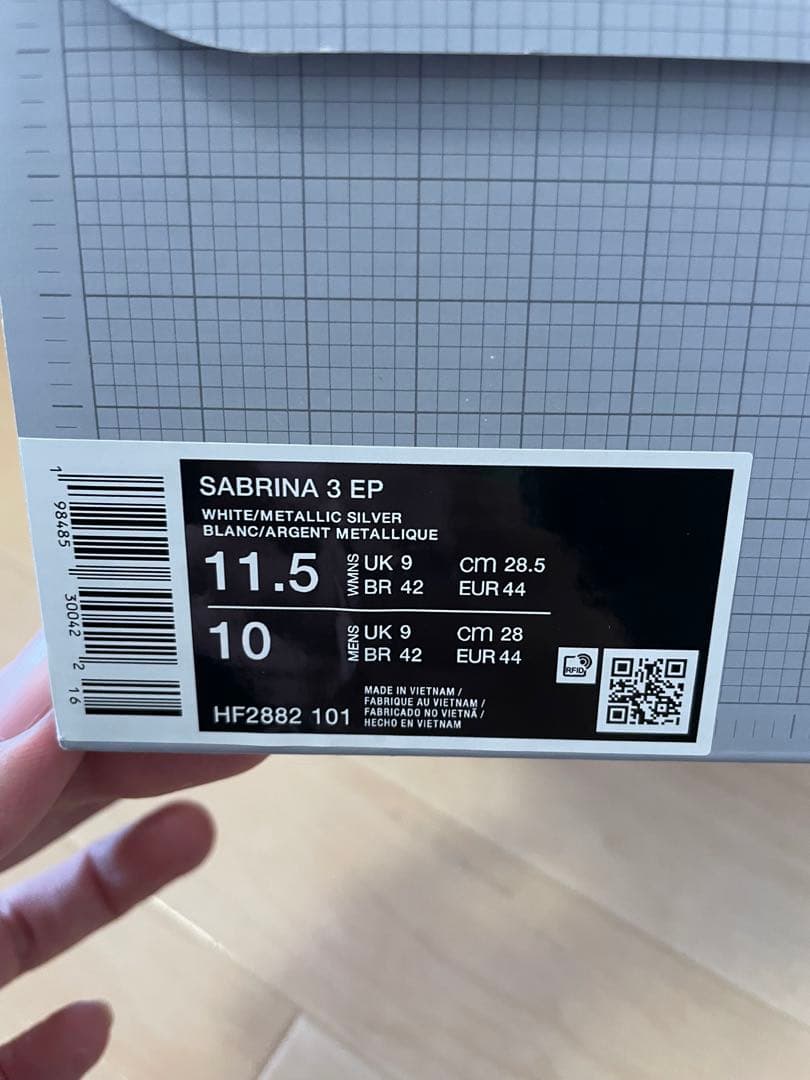 SABRINA 3 EP
WHITE/METALLIC SILVER
BLANC/ARGENT METALLIQUE
11.5 WMNS UK 9 cm 28.5
BR 42 EUR 44
10 MENS UK 9 cm 28
BR 42 EUR 44
HF2882 101
MADE IN VIETNAM /
FABRIQUE AU VIETNAM /
FABRICADO NO VIETNÃ /
HECHO EN VIETNAM
RFID
1 98485 30042 2 16